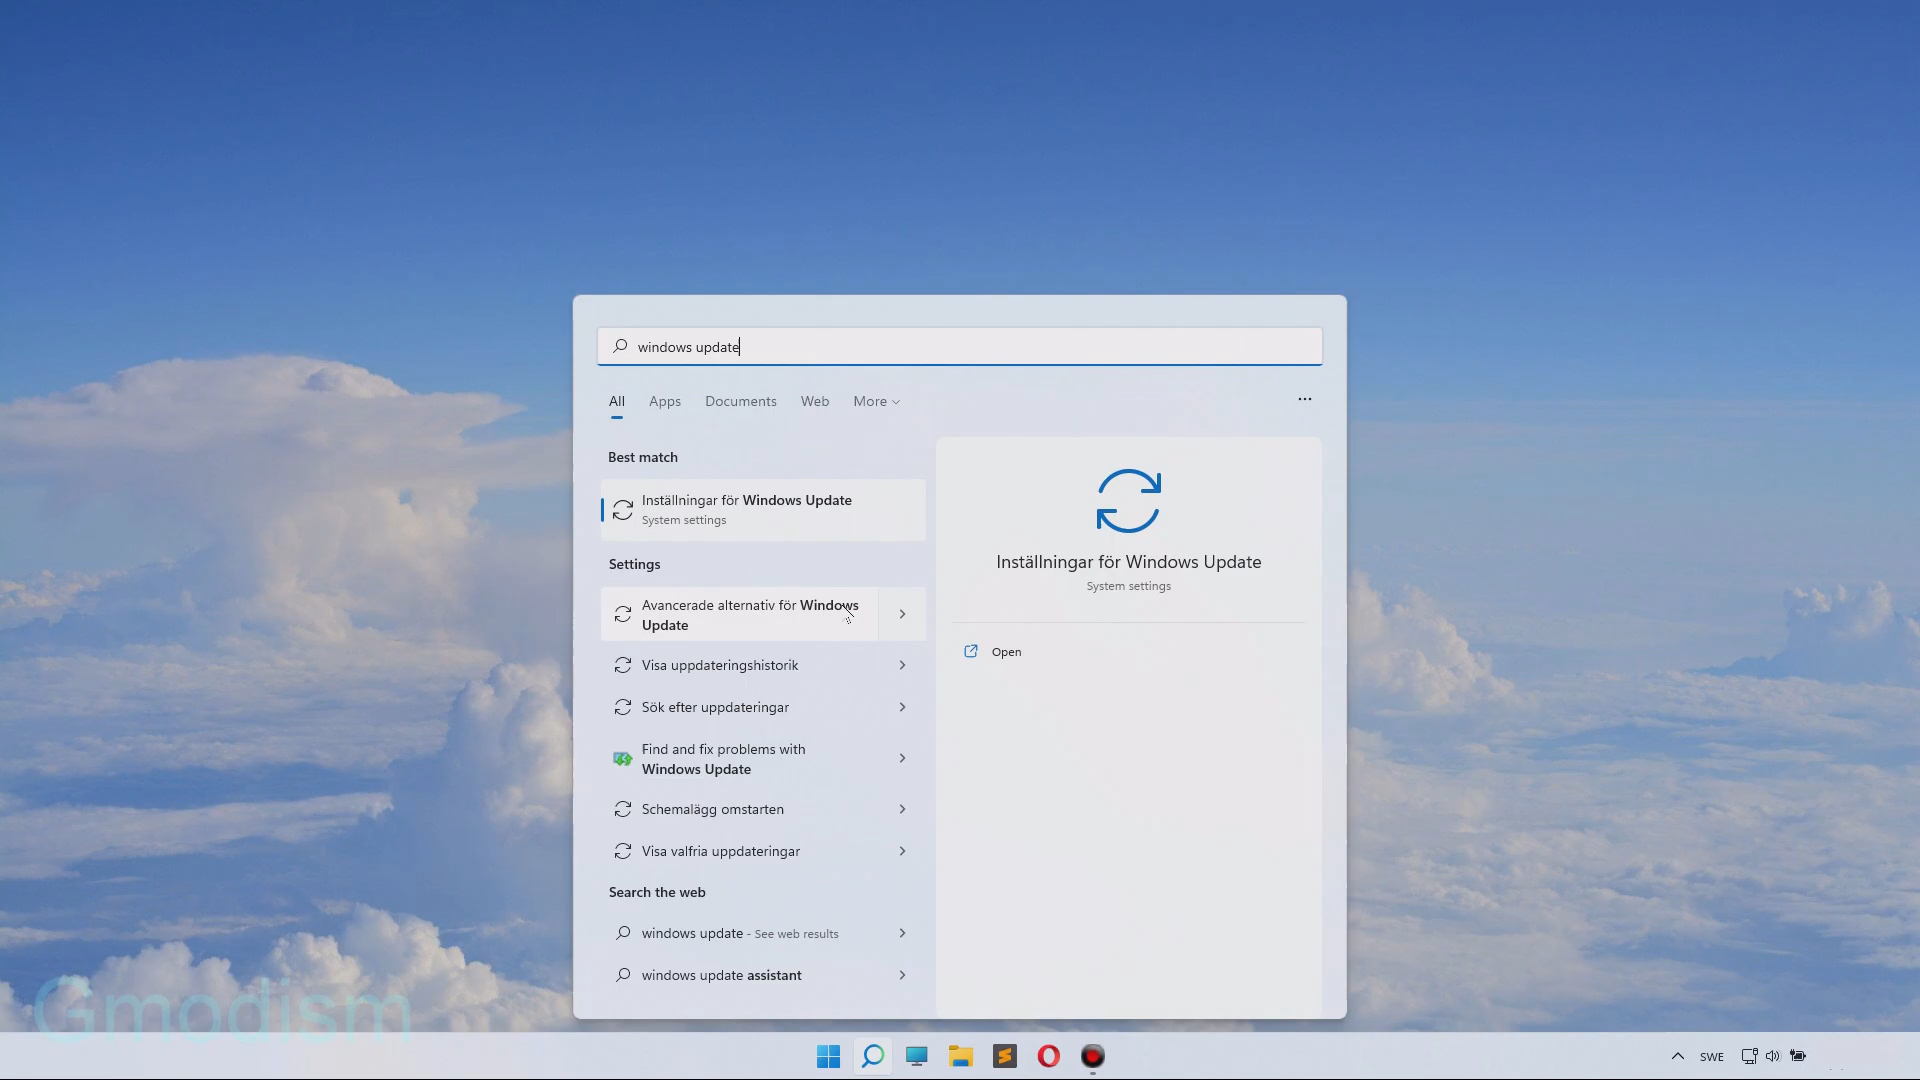 windows update
All Apps Documents Web More
Best match
Inställningar för Windows Update
System settings
Settings
Avancerade alternativ för Windows
Update
Visa uppdateringshistorik
Sök efter uppdateringar
Find and fix problems with
Windows Update
Schemalägg omstarten
Visa valfria uppdateringar
Search the web
windows update - See web results
windows update assistant
Inställningar för Windows Update
System settings
Open
Gmodism
SWE